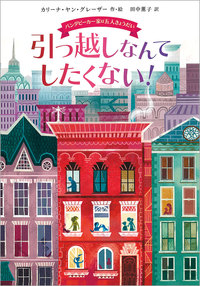 カリーナ・ヤン・グレーザー 作・絵　田中薫子 訳
バンダビーカー家は五人きょうだい
引っ越しなんて
したくない!